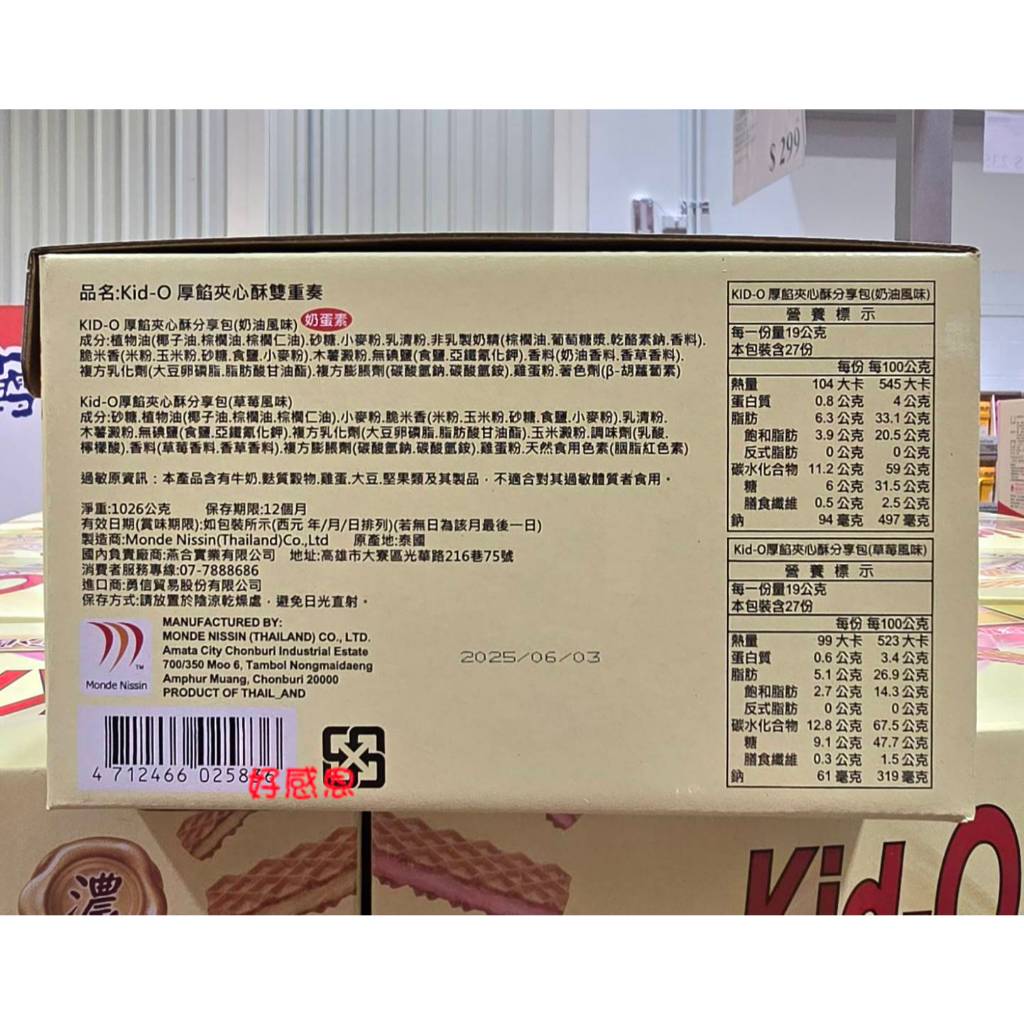 $ 299
品名:Kid-O 厚餡夾心酥雙重奏
KID-O 厚餡夾心酥分享包(奶油風味) 奶蛋素
成分:植物油(椰子油.棕櫚油.棕櫚仁油).砂糖.小麥粉.乳清粉.非乳製奶精(棕櫚油.葡萄糖漿.乾酪素鈉.香料).
脆米香(米粉.玉米粉.砂糖.食鹽.小麥粉).木薯澱粉.無碘鹽(食鹽.亞鐵氰化鉀).香料(奶油香料.香草香料).
複方乳化劑(大豆卵磷脂.脂肪酸甘油酯).複方膨脹劑(碳酸氫鈉.碳酸氫銨).雞蛋粉.著色劑(β-胡蘿蔔素)
Kid-O厚餡夾心酥分享包(草莓風味)
成分:砂糖.植物油(椰子油.棕櫚油.棕櫚仁油).小麥粉.脆米香(米粉.玉米粉.砂糖.食鹽.小麥粉).乳清粉.
木薯澱粉.無碘鹽(食鹽.亞鐵氰化鉀).複方乳化劑(大豆卵磷脂.脂肪酸甘油酯).玉米澱粉.調味劑(乳酸.
檸檬酸).香料(草莓香料.香草香料).複方膨脹劑(碳酸氫鈉.碳酸氫銨).雞蛋粉.天然食用色素(胭脂紅色素)
過敏原資訊：本產品含有牛奶.麩質穀物.雞蛋.大豆.堅果類及其製品，不適合對其過敏體質者食用。
淨重:1026公克 保存期限:12個月
有效日期(賞味期限):如包裝所示(西元 年/月/日排列)(若無日為該月最後一日)
製造商:Monde Nissin(Thailand)Co.,Ltd 原產地:泰國
國內負責廠商:燕合實業有限公司 地址:高雄市大寮區光華路216巷75號
消費者服務專線:07-7888686
進口商:勇信貿易股份有限公司
保存方式:請放置於陰涼乾燥處，避免日光直射。
MANUFACTURED BY:
MONDE NISSIN (THAILAND) CO., LTD.
Amata City Chonburi Industrial Estate
700/350 Moo 6, Tambol Nongmaidaeng
Amphur Muang, Chonburi 20000
PRODUCT OF THAIL_AND
TM
Monde Nissin
2025/06/03
4 712466 025836
好感恩
KID-O 厚餡夾心酥分享包(奶油風味)
營 養 標 示
每一份量19公克
本包裝含27份
每份 每100公克
熱量 104 大卡 545 大卡
蛋白質 0.8 公克 4 公克
脂肪 6.3 公克 33.1 公克
飽和脂肪 3.9 公克 20.5 公克
反式脂肪 0 公克 0 公克
碳水化合物 11.2 公克 59 公克
糖 6 公克 31.5 公克
膳食纖維 0.5 公克 2.5 公克
鈉 94 毫克 497 毫克
Kid-O厚餡夾心酥分享包(草莓風味)
營 養 標 示
每一份量19公克
本包裝含27份
每份 每100公克
熱量 99 大卡 523 大卡
蛋白質 0.6 公克 3.4 公克
脂肪 5.1 公克 26.9 公克
飽和脂肪 2.7 公克 14.3 公克
反式脂肪 0 公克 0 公克
碳水化合物 12.8 公克 67.5 公克
糖 9.1 公克 47.7 公克
膳食纖維 0.3 公克 1.5 公克
鈉 61 毫克 319 毫克
濃
Kid-O